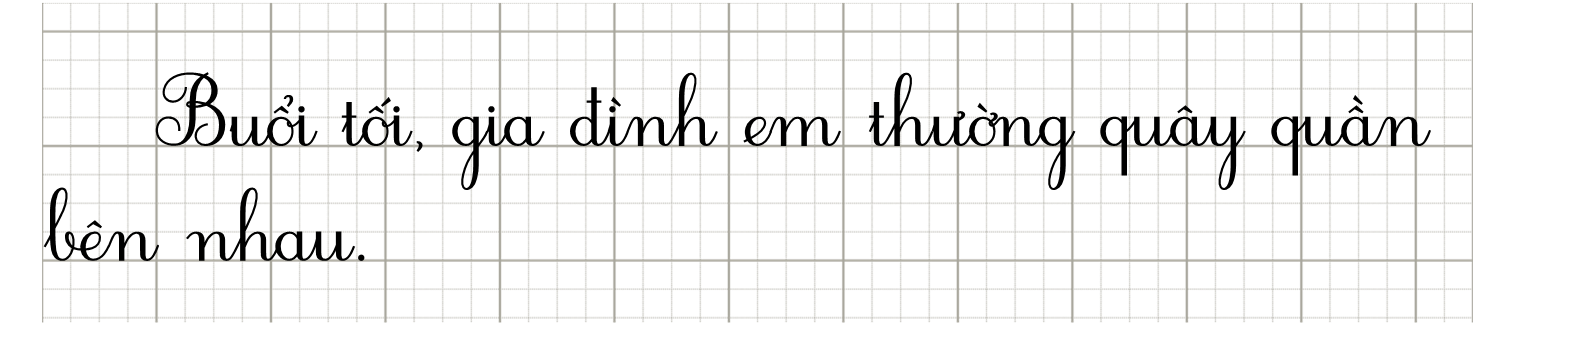 Buổi tối, gia đình em thường quây quần
bên nhau.